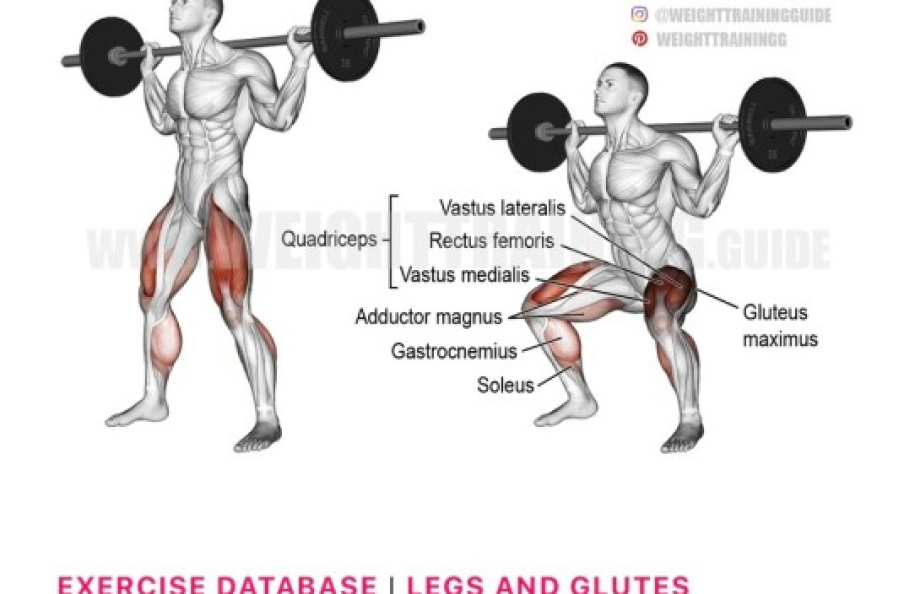 @WEIGHTTRAININGGUIDE
WEIGHTTRAININGG
Vastus lateralis
Quadriceps
Rectus femoris
Vastus medialis
Adductor magnus
Gastrocnemius
Soleus
Gluteus
maximus
WEIGHTTRAINING.GUIDE
EXERCISE DATABASE | LEGS AND GLUTES